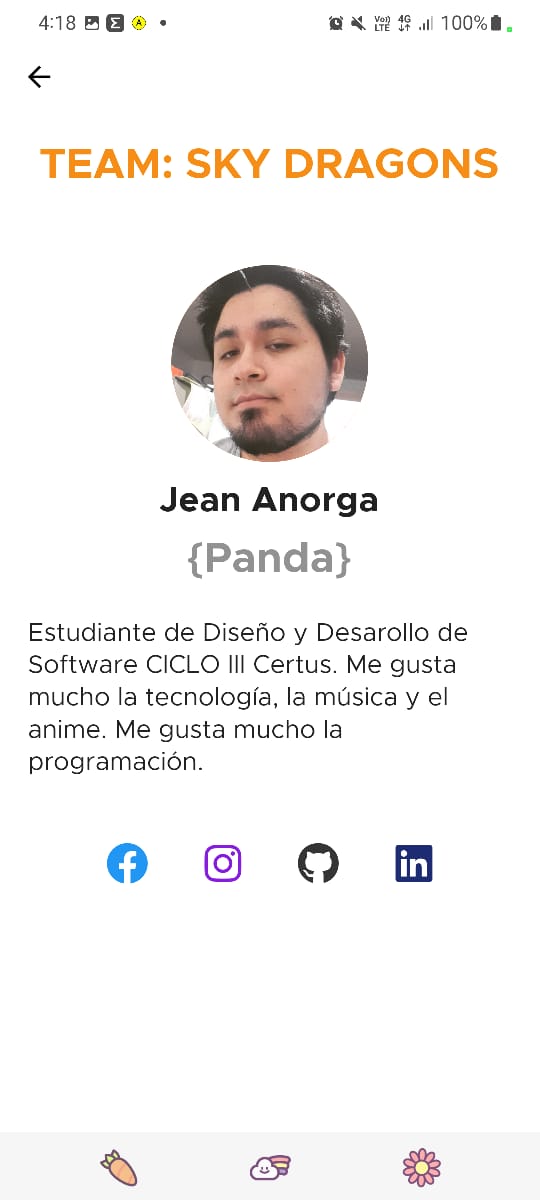 4:18 Σ A Vo)) LTE 4G 100%
TEAM: SKY DRAGONS
Jean Anorga
{Panda}
Estudiante de Diseño y Desarollo de
Software CICLO III Certus. Me gusta
mucho la tecnología, la música y el
anime. Me gusta mucho la
programación.
in